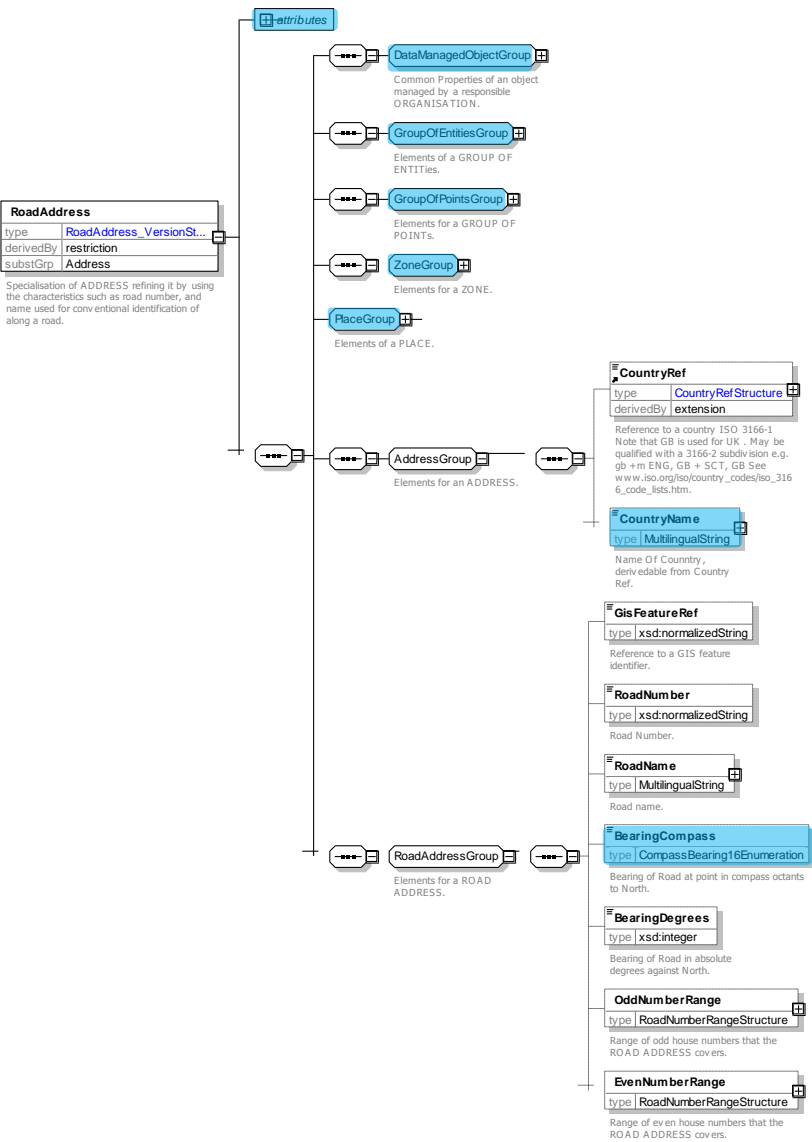 attributes
DataManagedObjectGroup
Common Properties of an object
managed by a responsible
ORGANISATION.
GroupOfEntitiesGroup
Elements of a GROUP OF
ENTITies.
GroupOfPointsGroup
Elements for a GROUP OF
POINTs.
RoadAddress
type RoadAddress_VersionSt...
derivedBy restriction
substGrp Address
Specialisation of ADDRESS refining it by using
the characteristics such as road number, and
name used for conventional identification of
along a road.
ZoneGroup
Elements for a ZONE.
PlaceGroup
Elements of a PLACE.
AddressGroup
Elements for an ADDRESS.
CountryRef
type CountryRefStructure
derivedBy extension
Reference to a country ISO 3166-1
Note that GB is used for UK . May be
qualified with a 3166-2 subdivision e.g.
gb +m ENG, GB + SCT, GB See
www.iso.org/iso/country_codes/iso_316
6_code_lists.htm.
CountryName
type MultilingualString
Name Of Counntry,
derivedable from Country
Ref.
RoadAddressGroup
Elements for a ROAD
ADDRESS.
GisFeatureRef
type xsd:normalizedString
Reference to a GIS feature
identifier.
RoadNumber
type xsd:normalizedString
Road Number.
RoadName
type MultilingualString
Road name.
BearingCompass
type CompassBearing16Enumeration
Bearing of Road at point in compass octants
to North.
BearingDegrees
type xsd:integer
Bearing of Road in absolute
degrees against North.
OddNumberRange
type RoadNumberRangeStructure
Range of odd house numbers that the
ROAD ADDRESS covers.
EvenNumberRange
type RoadNumberRangeStructure
Range of even house numbers that the
ROAD ADDRESS covers.